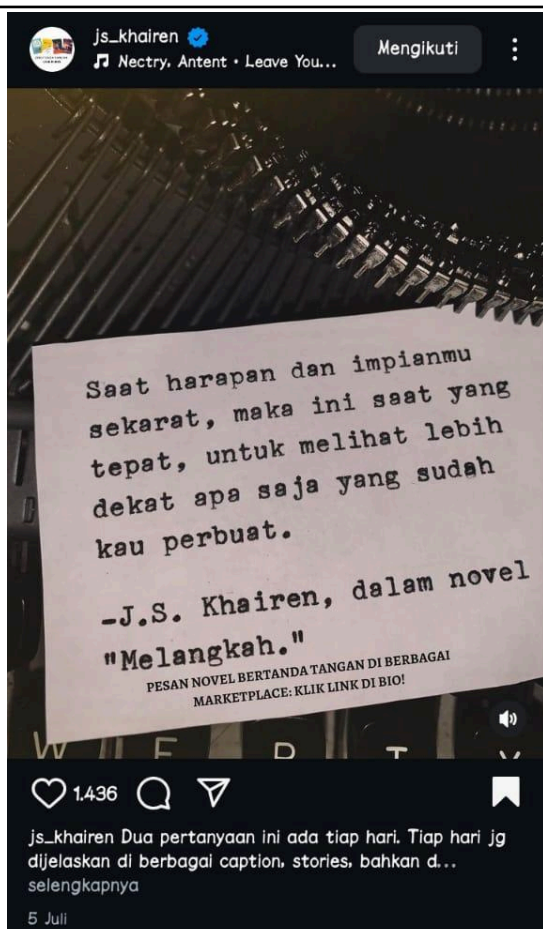 js_khairen
Nectry, Antent • Leave You...
Mengikuti
Saat harapan dan impianmu
sekarat, maka ini saat yang
tepat, untuk melihat lebih
dekat apa saja yang sudah
kau perbuat.
-J.S. Khairen, dalam novel
"Melangkah."
PESAN NOVEL BERTANDA TANGAN DI BERBAGAI
MARKETPLACE: KLIK LINK DI BIO!
W E R T Y
1.436
js_khairen Dua pertanyaan ini ada tiap hari. Tiap hari jg
dijelaskan di berbagai caption, stories, bahkan d...
selengkapnya
5 Juli